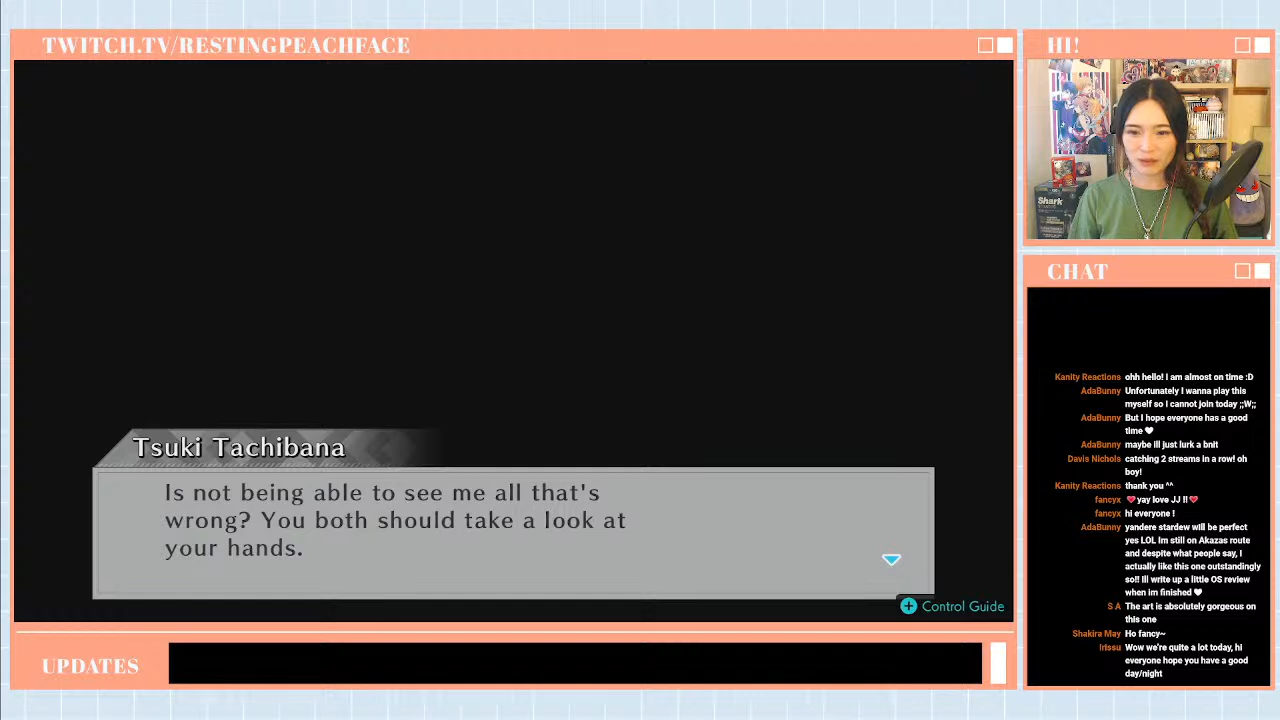 TWITCH.TV/RESTINGPEACHFACE
HI!
Shark
CHAT
Kanity Reactions ohh hello! I am almost on time :D
AdaBunny Unfortunately I wanna play this
myself so I cannot join today ;;W;;
AdaBunny But I hope everyone has a good
time ♥
AdaBunny maybe ill just lurk a bnit
Davis Nichols catching 2 streams in a row! oh
boy!
Kanity Reactions thank you ^^
fancyx ❤yay love JJ !!❤
fancyx hi everyone !
AdaBunny yandere stardew will be perfect
yes LOL Im still on Akazas route
and despite what people say, I
actually like this one outstandingly
so!! Ill write up a little OS review
when im finished ♥
S A The art is absolutely gorgeous on
this one
Shakira May Ho fancy~
Irissu Wow we're quite a lot today, hi
everyone hope you have a good
day/night
Tsuki Tachibana
Is not being able to see me all that's
wrong? You both should take a look at
your hands.
+ Control Guide
UPDATES